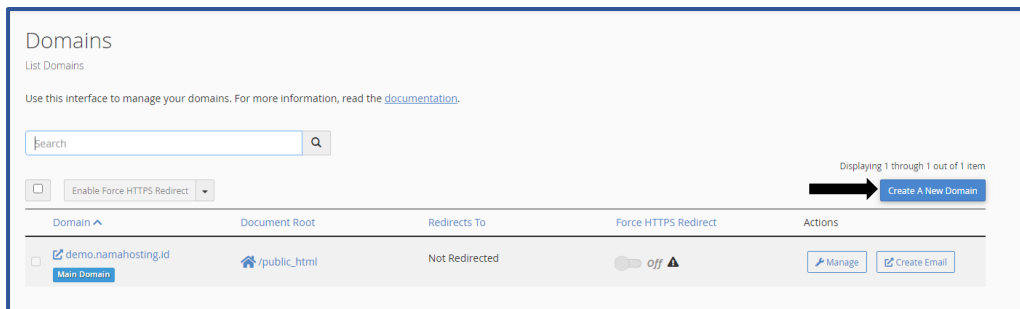 Domains
List Domains
Use this interface to manage your domains. For more information, read the documentation.
Search
Displaying 1 through 1 out of 1 item
Enable Force HTTPS Redirect
Create A New Domain
Domain Document Root Redirects To Force HTTPS Redirect Actions
demo.namahosting.id /public_html Not Redirected Off Manage Create Email
Main Domain